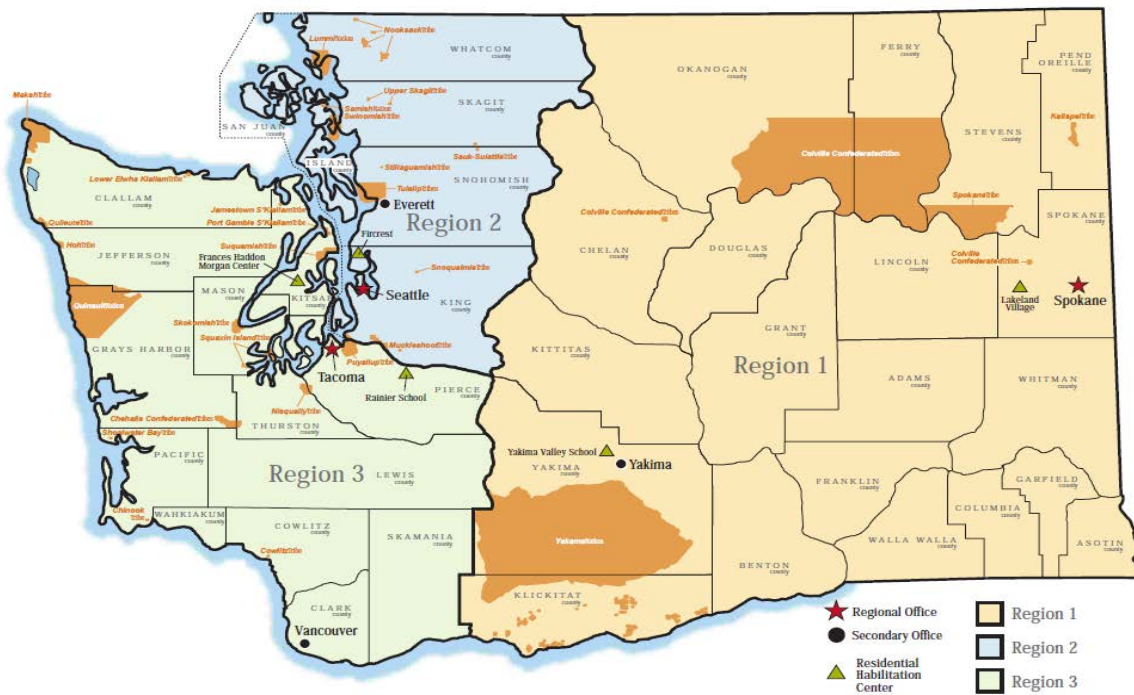 Makah Tribe
Lummi Tribe
Nooksack Tribe
WHATCOM
county
OKANOGAN
county
FERRY
county
PEND
OREILLE
county
Upper Skagit Tribe
SKAGIT
county
Samish Tribe
Swinomish Tribe
SAN JUAN
county
Kalispel Tribe
STEVENS
county
Sauk-Suiattle Tribe
Colville Confederated Tribes
ISLAND
county
Stillaguamish Tribe
SNOHOMISH
county
Lower Elwha Klallam Tribe
Tulalip Tribes
CLALLAM
county
Everett
Spokane Tribe
Jamestown S'Klallam Tribe
Port Gamble S'Klallam Tribe
Quileute Tribe
Region 2
Colville Confederated Tribes
SPOKANE
county
Fircrest
Hoh Tribe
Suquamish Tribe
JEFFERSON
county
Frances Haddon
Morgan Center
CHELAN
county
DOUGLAS
county
LINCOLN
county
Colville
Confederated Tribes
Snoqualmie Tribe
MASON
county
KITSAP
county
Seattle
Lakeland
Village
Spokane
Quinault Tribe
KING
county
Skokomish Tribe
Squaxin Island Tribe
GRAYS HARBOR
county
GRANT
county
Muckleshoot Tribe
KITTITAS
county
Puyallup Tribe
Region 1
Tacoma
ADAMS
county
WHITMAN
county
Rainier School
PIERCE
county
Nisqually Tribe
Chehalis Confederated Tribes
THURSTON
county
Shoalwater Bay Tribe
Yakima Valley School
YAKIMA
county
Yakima
PACIFIC
county
Region 3
LEWIS
county
FRANKLIN
county
GARFIELD
county
Chinook
Tribe
WAHKIAKUM
county
COLUMBIA
county
COWLITZ
county
SKAMANIA
county
WALLA WALLA
county
ASOTIN
county
Yakama Tribe
Cowlitz Tribe
BENTON
county
KLICKITAT
county
CLARK
county
Vancouver
Regional Office
Secondary Office
Residential
Habilitation
Center
Region 1
Region 2
Region 3